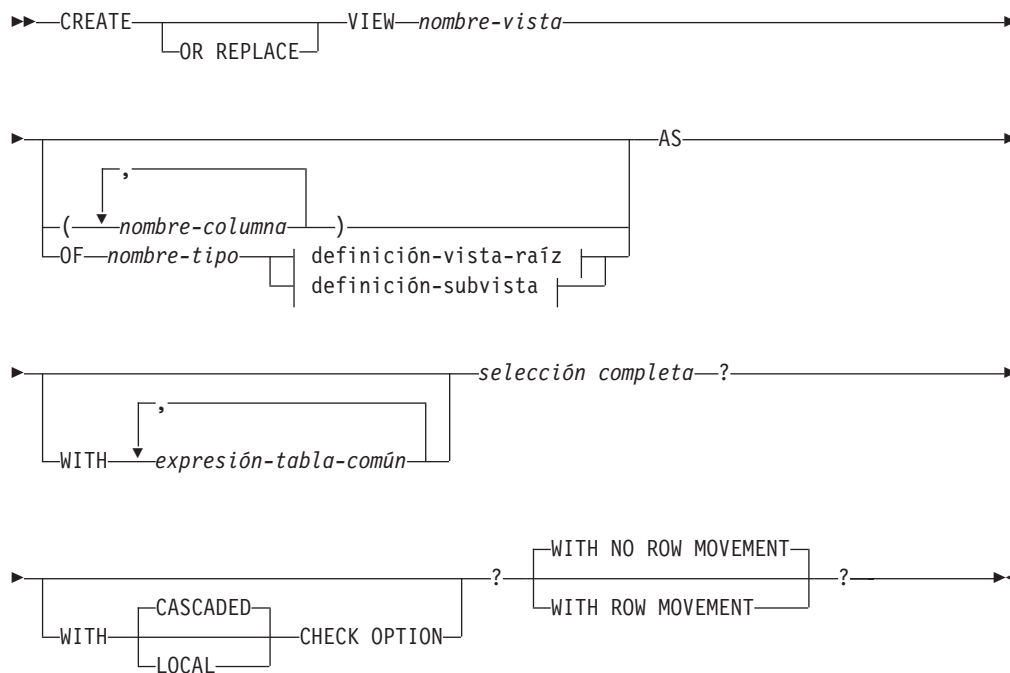 CREATE VIEW nombre-vista
OR REPLACE
AS
,
( nombre-columna )
OF nombre-tipo definición-vista-raíz
definición-subvista
selección completa ?
,
WITH expresión-tabla-común
WITH NO ROW MOVEMENT
? ?
CASCADED WITH ROW MOVEMENT
WITH CHECK OPTION
LOCAL